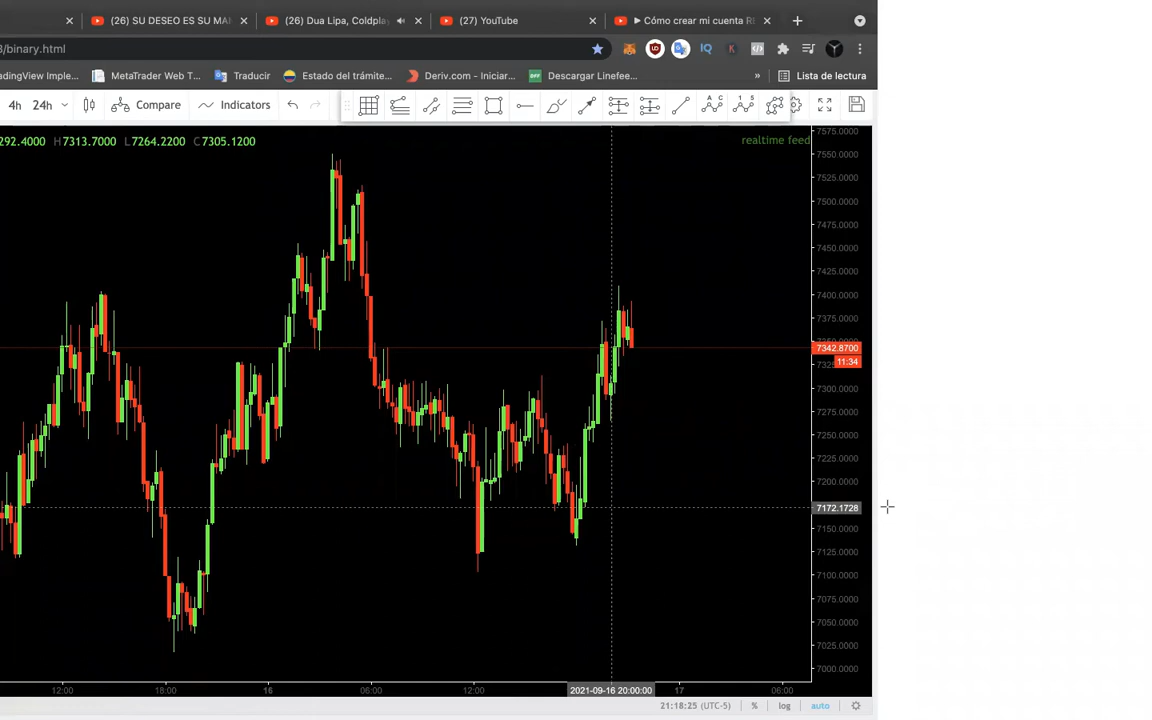 (26) SU DESEO ES SU MAN
(26) Dua Lipa, Coldplay
(27) YouTube
► Cómo crear mi cuenta RE
3/binary.html
adingView Imple...
MetaTrader Web T...
Traducir
Estado del trámite...
Deriv.com - Iniciar...
Descargar Linefee...
»
Lista de lectura
4h 24h
Compare
Indicators
292.4000 H7313.7000 L7264.2200 C7305.1200
realtime feed
7575.0000
7550.0000
7525.0000
7500.0000
7475.0000
7450.0000
7425.0000
7400.0000
7375.0000
7342.8700
11:34
7300.0000
7275.0000
7250.0000
7225.0000
7200.0000
7172.1728
7150.0000
7125.0000
7100.0000
7075.0000
7050.0000
7025.0000
7000.0000
12:00 18:00 16 06:00 12:00 2021-09-16 20:00:00 17 06:00
21:18:25 (UTC-5) % log auto